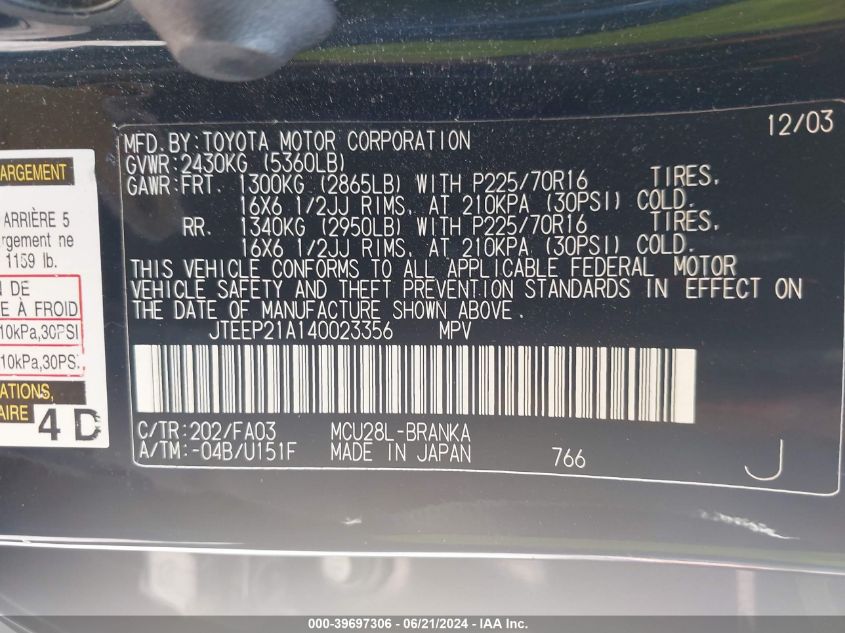 12/03
MFD.BY:TOYOTA MOTOR CORPORATION
GVWR:2430KG (5360LB)
GAWR:FRT. 1300KG (2865LB) WITH P225/70R16 TIRES,
16X6 1/2JJ RIMS, AT 210KPA (30PSI) COLD.
RR. 1340KG (2950LB) WITH P225/70R16 TIRES,
16X6 1/2JJ RIMS, AT 210KPA (30PSI) COLD.
THIS VEHICLE CONFORMS TO ALL APPLICABLE FEDERAL MOTOR
VEHICLE SAFETY AND THEFT PREVENTION STANDARDS IN EFFECT ON
THE DATE OF MANUFACTURE SHOWN ABOVE.
JTEEP21A140023356 MPV
C/TR:202/FA03 MCU28L-BRANKA
A/TM:-04B/U151F MADE IN JAPAN 766 J
ARGEMENT
ARRIÈRE 5
argement ne
1159 lb.
N DE
E À FROID
10kPa,30PSI
10kPa,30PS
ATIONS,
AIRE
4 D
000-39697306 - 06/21/2024 - IAA Inc.